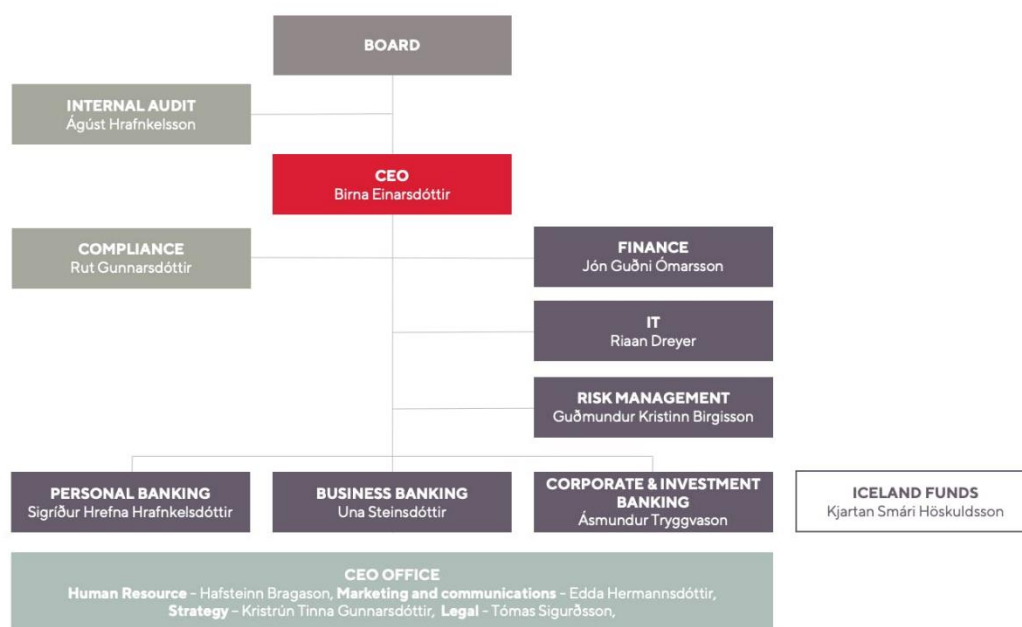 BOARD
INTERNAL AUDIT
Ágúst Hrafnkelsson
CEO
Birna Einarsdóttir
COMPLIANCE
Rut Gunnarsdóttir
FINANCE
Jón Guðni Ómarsson
IT
Riaan Dreyer
RISK MANAGEMENT
Guðmundur Kristinn Birgisson
PERSONAL BANKING
Sigríður Hrefna Hrafnkelsdóttir
BUSINESS BANKING
Una Steinsdóttir
CORPORATE & INVESTMENT
BANKING
Ásmundur Tryggvason
ICELAND FUNDS
Kjartan Smári Höskuldsson
CEO OFFICE
Human Resource - Hafsteinn Bragason, Marketing and communications - Edda Hermannsdóttir,
Strategy – Kristrún Tinna Gunnarsdóttir, Legal - Tómas Sigurðsson,